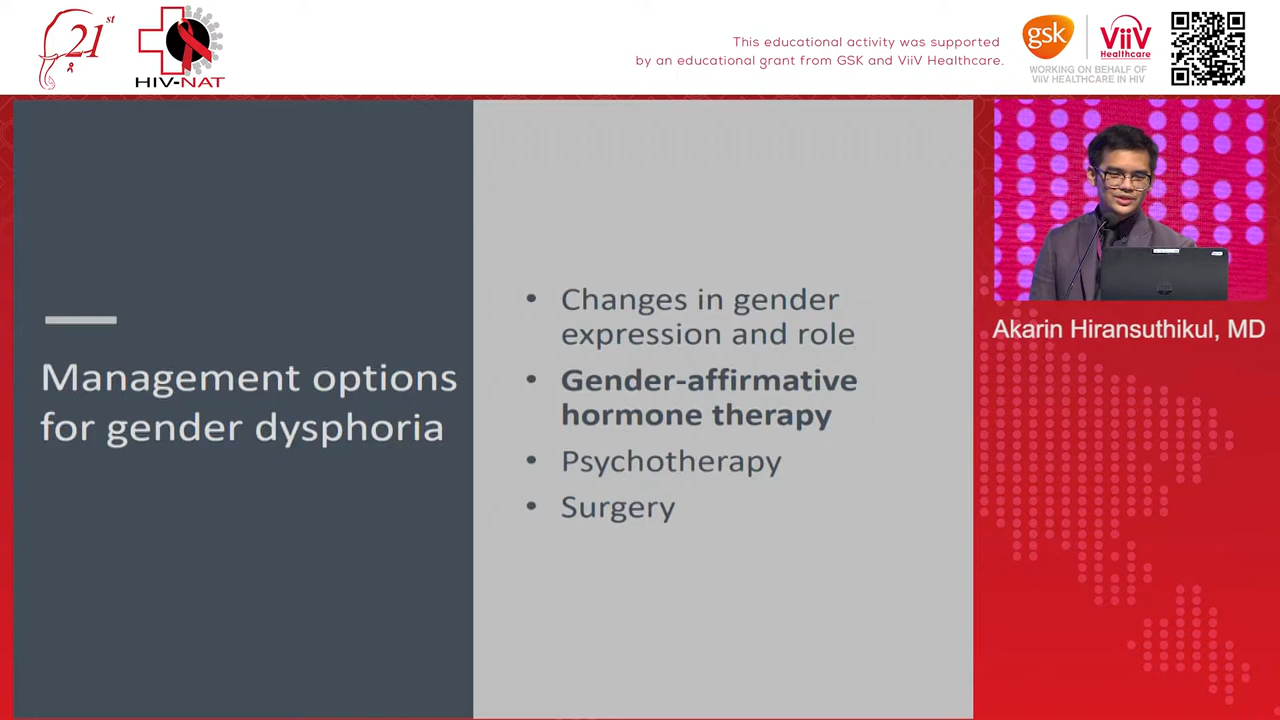 21st
HIV-NAT
This educational activity was supported
by an educational grant from GSK and ViiV Healthcare.
gsk
ViiV
Healthcare
WORKING ON BEHALF OF
ViiV HEALTHCARE IN HIV
Management options
for gender dysphoria
• Changes in gender
expression and role
• Gender-affirmative
hormone therapy
• Psychotherapy
• Surgery
Akarin Hiransuthikul, MD